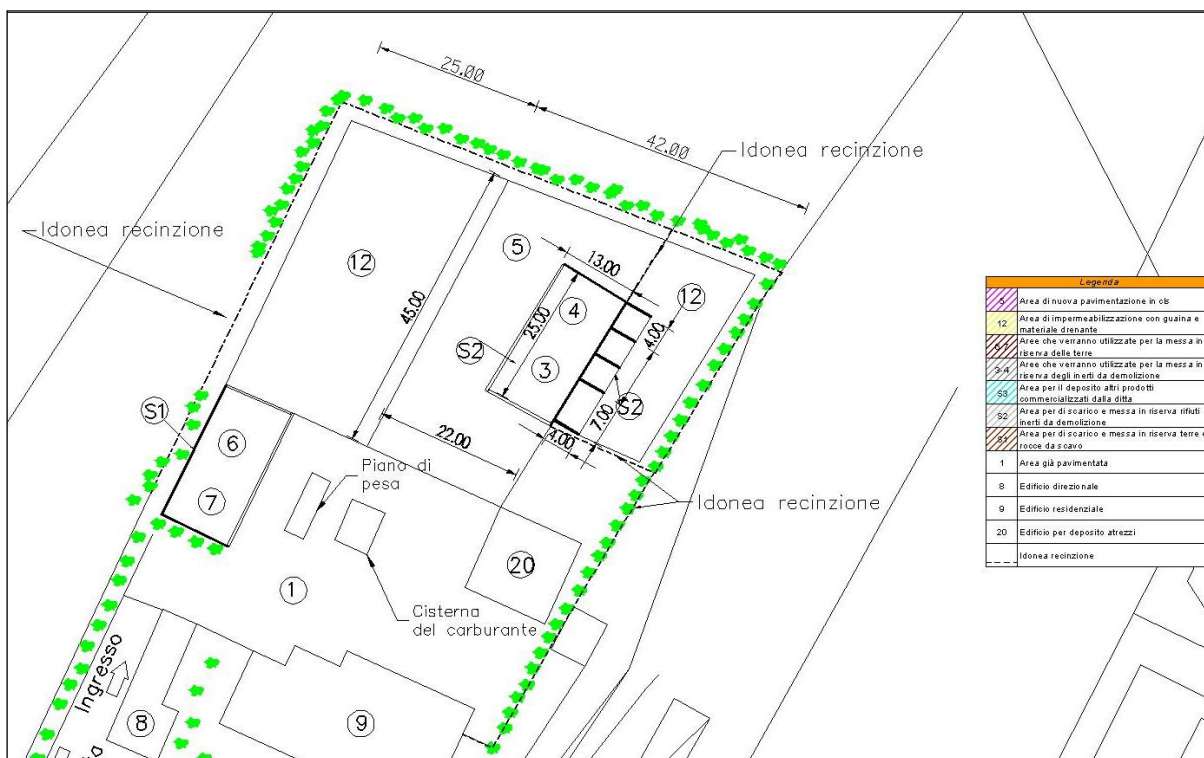 25.00
42.00
Idonea recinzione
Idonea recinzione
12
5
13.00
12
4
45.00
25.00
4.00
S2
3
S2
S1
7.00
4.00
6
22.00
7
Piano di
pesa
Idonea recinzione
20
1
Cisterna
del carburante
Ingresso
8
9
Legenda
5 Area di nuova pavimentazione in cls
12 Area di impermeabilizzazione con guaina e
materiale drenante
Aree che verranno utilizzate per la messa in
riserva delle terre
3-4 Aree che verranno utilizzate per la messa in
riserva degli inerti da demolizione
S3 Area per il deposito altri prodotti
commercializzati dalla ditta
S2 Area per di scarico e messa in riserva rifiuti
inerti da demolizione
S1 Area per di scarico e messa in riserva terre e
rocce da scavo
1 Area già pavimentata
8 Edificio direzionale
9 Edificio residenziale
20 Edificio per deposito atrezzi
Idonea recinzione